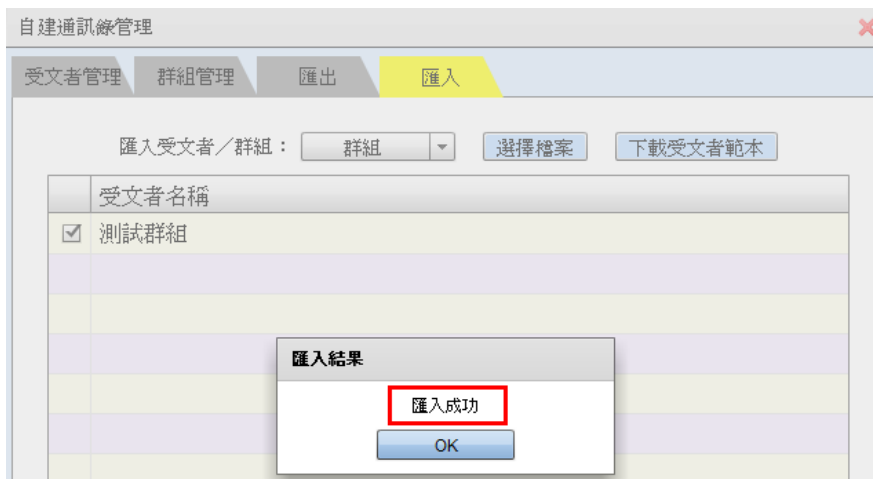 自建通訊錄管理
受文者管理 群組管理 匯出 匯入
匯入受文者／群組： 群組 選擇檔案 下載受文者範本
受文者名稱
測試群組
匯入結果
匯入成功
OK